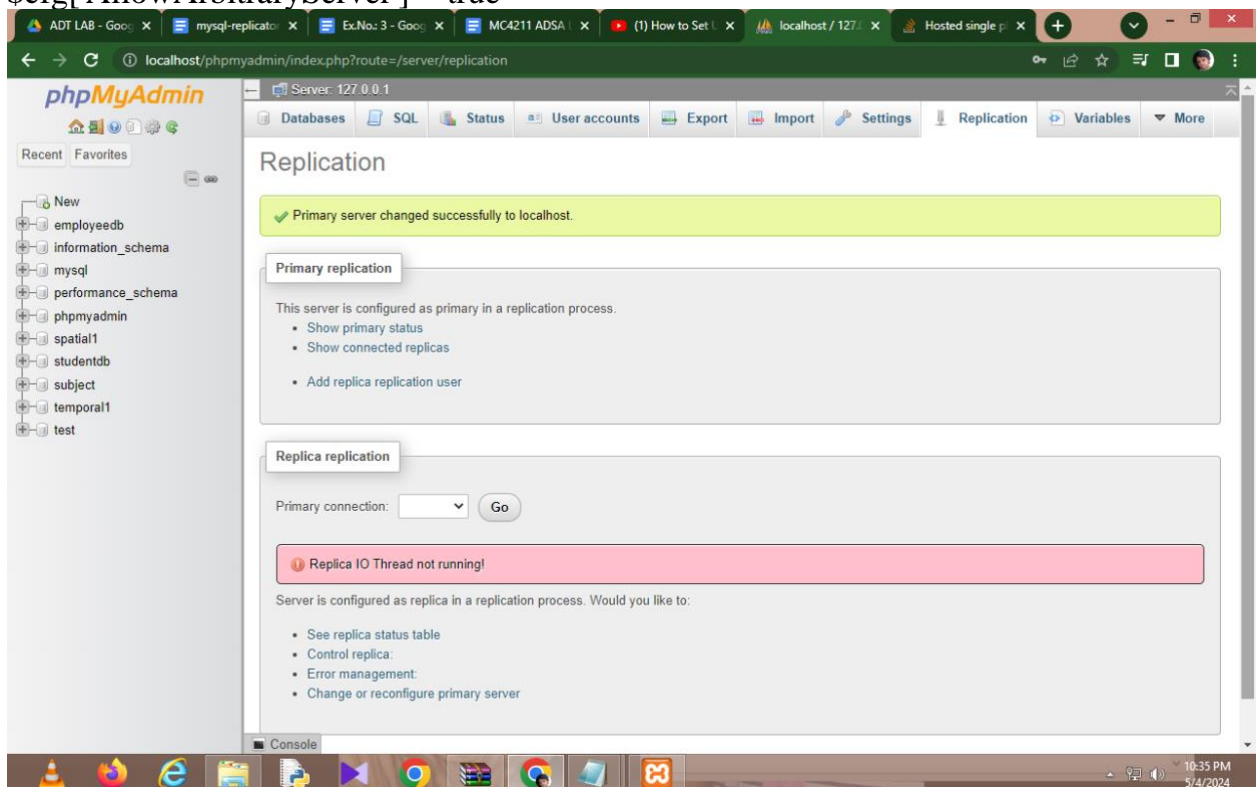 $cfg['AllowArbitraryServer'] = true
ADT LAB - Goog mysql-replicato Ex.No.: 3 - Goog MC4211 ADSA L (1) How to Set U localhost / 127.0 Hosted single p
localhost/phpmyadmin/index.php?route=/server/replication
phpMyAdmin
Server: 127.0.0.1
Databases SQL Status User accounts Export Import Settings Replication Variables More
Recent Favorites
New
employeedb
information_schema
mysql
performance_schema
phpmyadmin
spatial1
studentdb
subject
temporal1
test
Replication
Primary server changed successfully to localhost.
Primary replication
This server is configured as primary in a replication process.
Show primary status
Show connected replicas
Add replica replication user
Replica replication
Primary connection: Go
Replica IO Thread not running!
Server is configured as replica in a replication process. Would you like to:
See replica status table
Control replica:
Error management:
Change or reconfigure primary server
Console
10:35 PM
5/4/2024